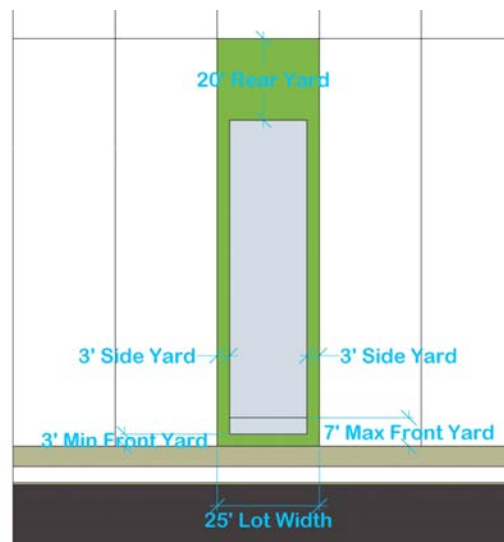 20' Rear Yard
3' Side Yard
3' Side Yard
3' Min Front Yard
7' Max Front Yard
25' Lot Width